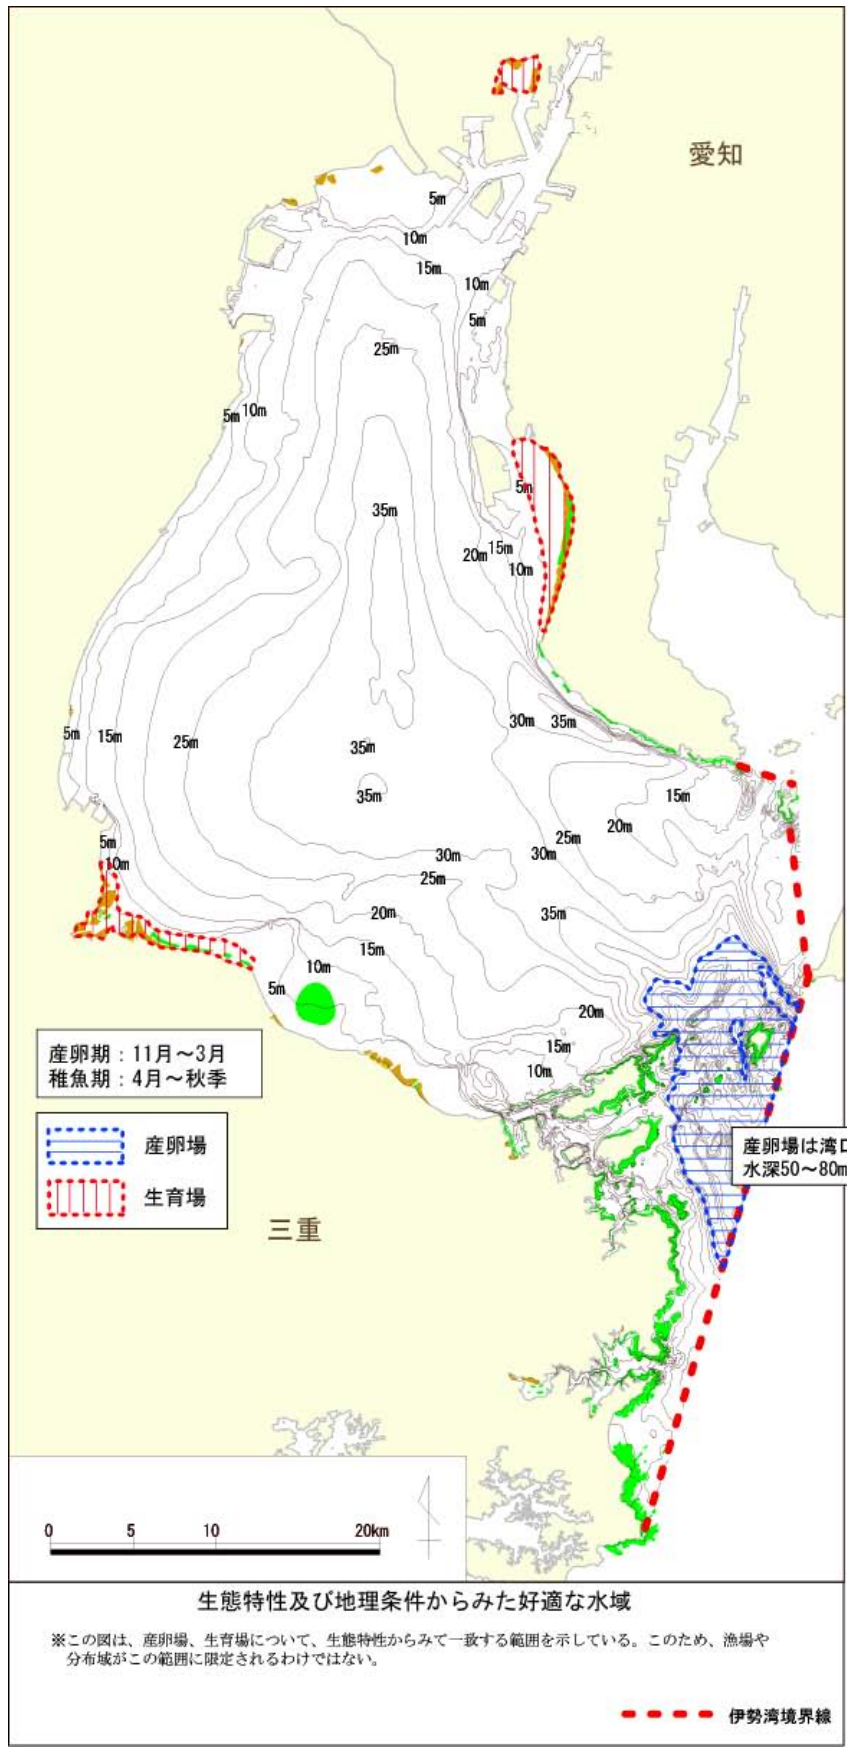 愛知
5m
10m
15m
10m
5m
25m
10m
5m
5m
35m
15m
20m
10m
30m
35m
5m
15m
25m
35m
35m
15m
20m
25m
5m
30m
30m
10m
25m
20m
35m
15m
10m
5m
20m
15m
10m
産卵期：11月～3月
稚魚期：4月～秋季
産卵場
生育場
産卵場は湾口
水深50～80m
三重
0 5 10 20km
生態特性及び地理条件からみた好適な水域
※この図は、産卵場、生育場について、生態特性からみて一致する範囲を示している。このため、漁場や
分布域がこの範囲に限定されるわけではない。
伊勢湾境界線